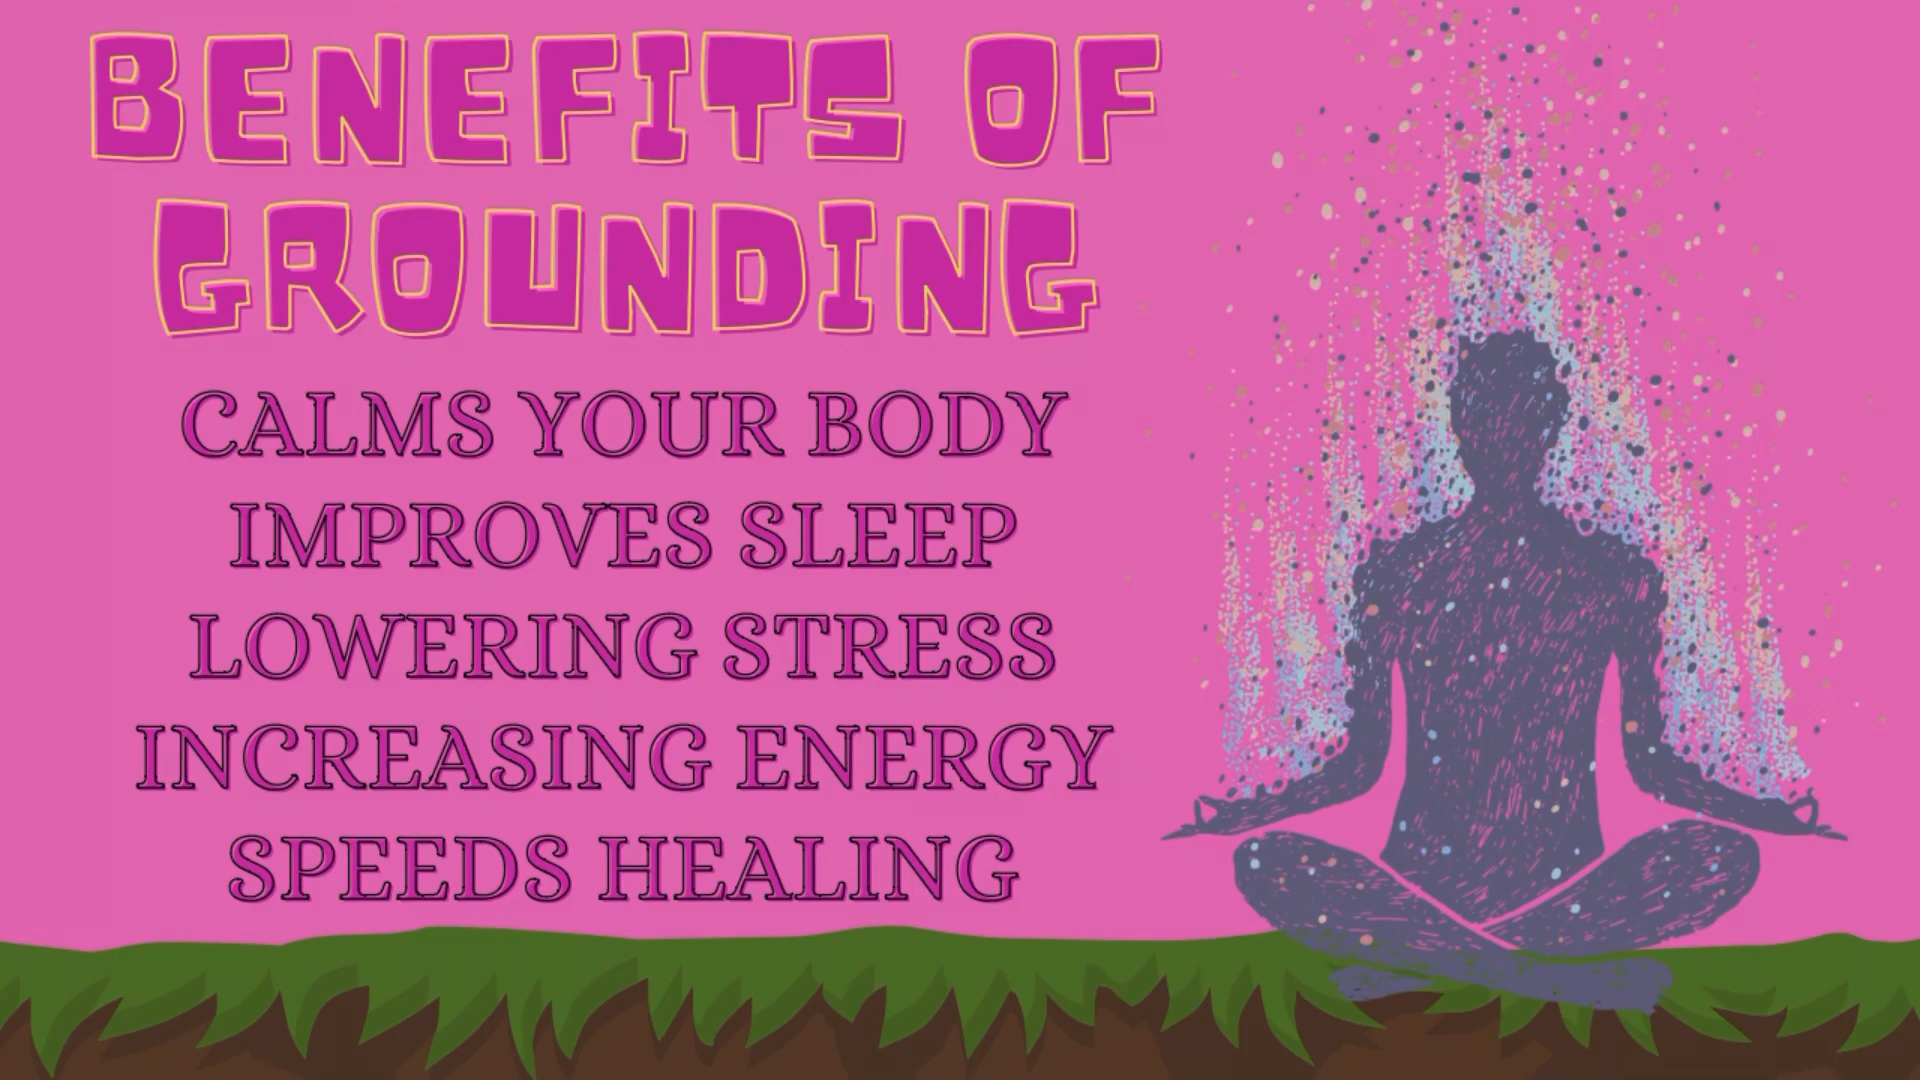 BENEFITS OF
GROUNDING
CALMS YOUR BODY
IMPROVES SLEEP
LOWERING STRESS
INCREASING ENERGY
SPEEDS HEALING